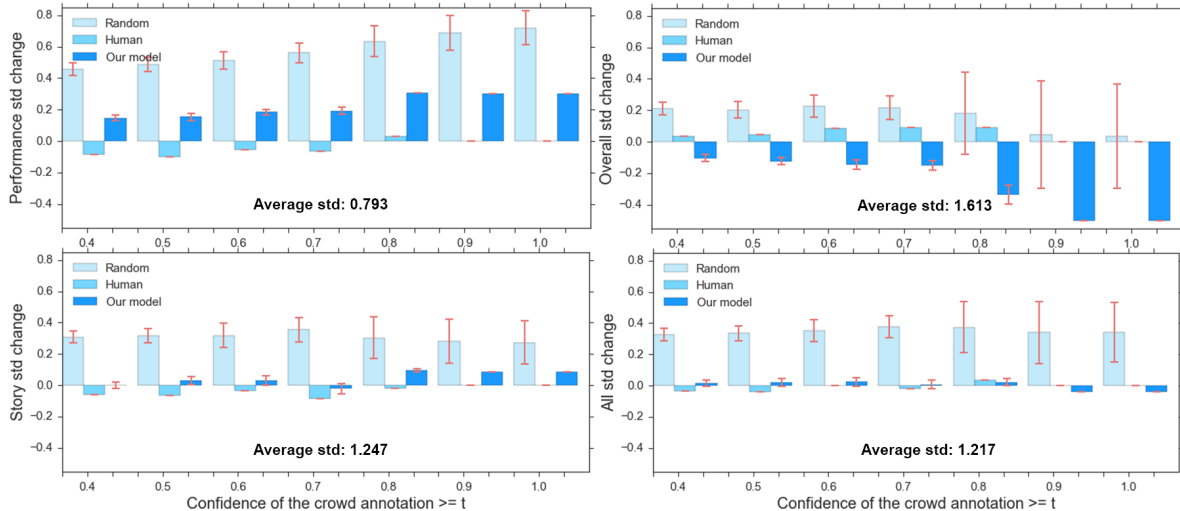 Performance std change
0.8
0.6
0.4
0.2
0.0
−0.2
−0.4
Random
Human
Our model
Average std: 0.793
0.4 0.5 0.6 0.7 0.8 0.9 1.0
Overall std change
0.8
0.6
0.4
0.2
0.0
−0.2
−0.4
Random
Human
Our model
Average std: 1.613
0.4 0.5 0.6 0.7 0.8 0.9 1.0
Story std change
0.8
0.6
0.4
0.2
0.0
−0.2
−0.4
Random
Human
Our model
Average std: 1.247
0.4 0.5 0.6 0.7 0.8 0.9 1.0
Confidence of the crowd annotation >= t
All std change
0.8
0.6
0.4
0.2
0.0
−0.2
−0.4
Random
Human
Our model
Average std: 1.217
0.4 0.5 0.6 0.7 0.8 0.9 1.0
Confidence of the crowd annotation >= t